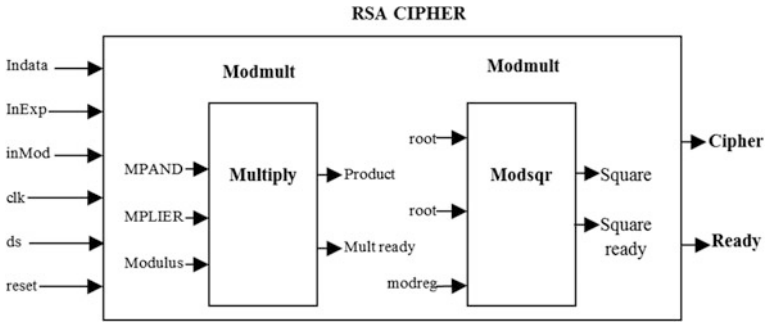 RSA CIPHER
Indata
InExp
inMod
clk
ds
reset
Modmult
MPAND
MPLIER
Modulus
Multiply
Product
Mult ready
Modmult
root
root
modreg
Modsqr
Square
Square
ready
Cipher
Ready